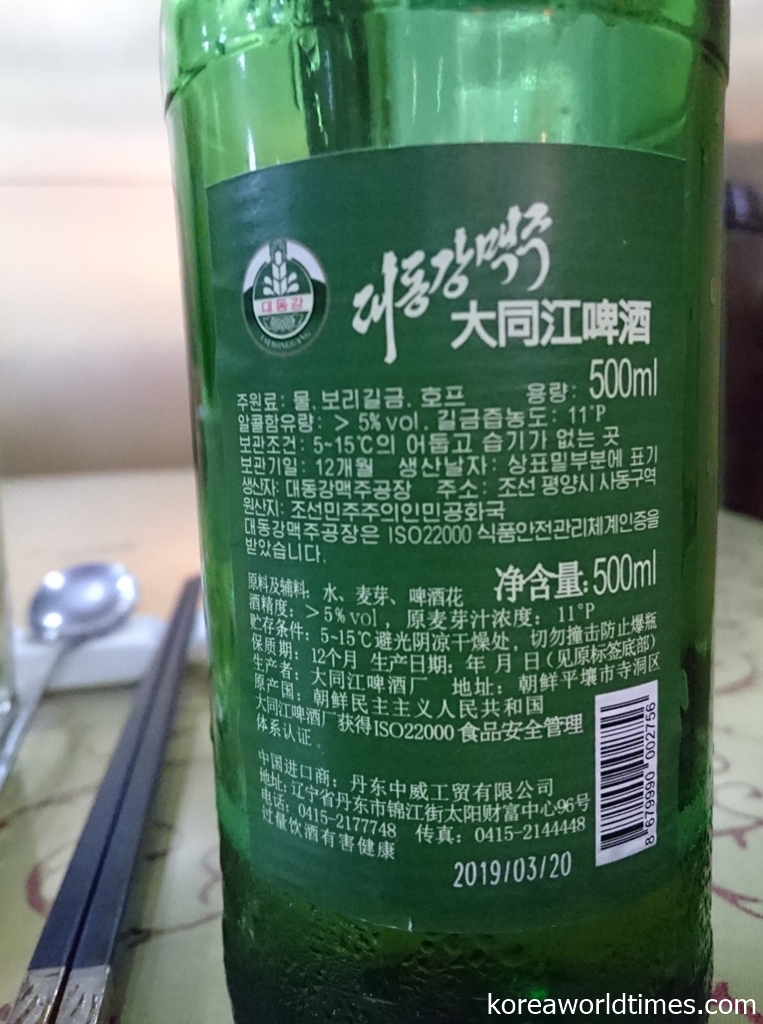 대동강맥주
대동강
TAEDONGGANG
大同江啤酒
주원료: 물, 보리길금, 호프 용량: 500ml
알콜함유량: > 5% vol, 길금즙농도: 11°P
보관조건: 5~15℃의 어둡고 습기가 없는 곳
보관기일: 12개월 생산날자: 상표밑부분에 표기
생산자: 대동강맥주공장 주소: 조선 평양시 사동구역
원산지: 조선민주주의인민공화국
대동강맥주공장은 ISO22000 식품안전관리체계인증을
받았습니다.
净含量: 500ml
原料及辅料: 水、麦芽、啤酒花
酒精度: >5% vol , 原麦芽汁浓度: 11°P
贮存条件: 5-15℃避光阴凉干燥处, 切勿撞击防止爆瓶
保质期: 12个月 生产日期: 年 月 日(见原标签底部)
生产者: 大同江啤酒厂 地址: 朝鲜平壤市寺洞区
原产国: 朝鲜民主主义人民共和国
大同江啤酒厂获得ISO22000 食品安全管理
体系认证。
中国进口商: 丹东中威工贸有限公司
地址: 辽宁省丹东市锦江街太阳财富中心96号
电话: 0415-2177748 传真: 0415-2144448
过量饮酒有害健康
2019/03/20
8 679990 002756
koreaworldtimes.com